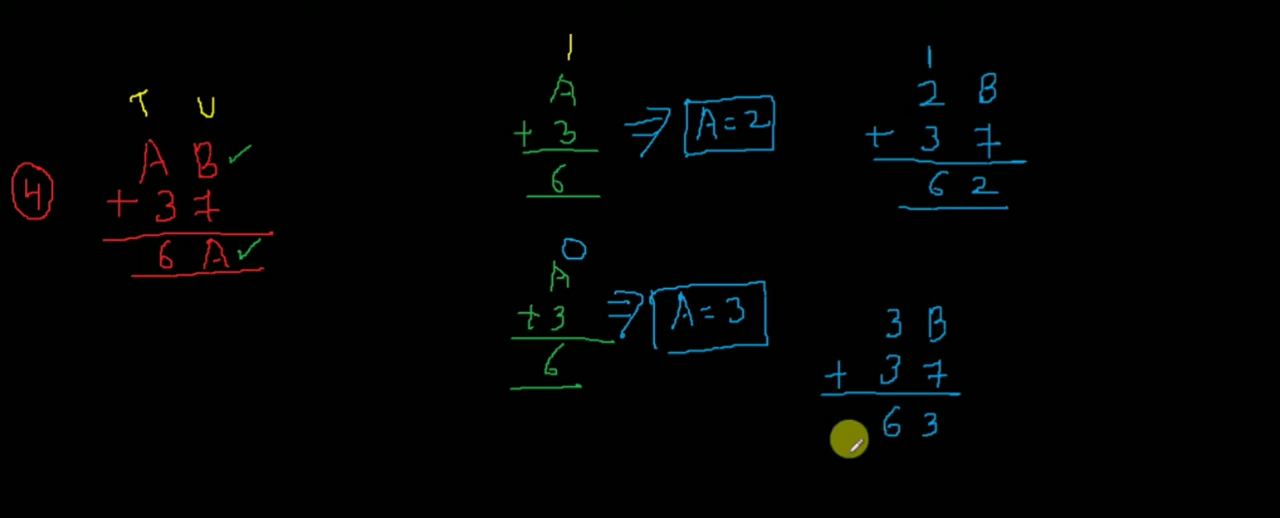 4
T U
A B
+ 3 7
6 A
1
A
+ 3
6
⇒ A = 2
0
A
+ 3
6
⇒ A = 3
1
2 B
+ 3 7
6 2
3 B
+ 3 7
6 3